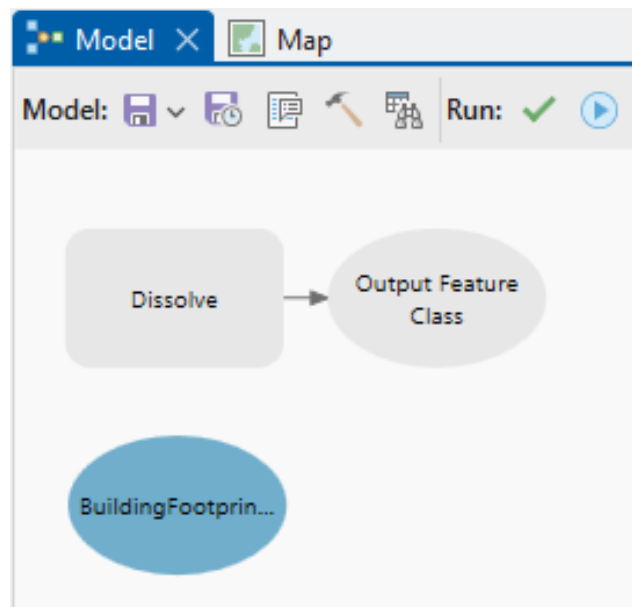 Model Map
Model: Run:
Dissolve
Output Feature
Class
BuildingFootprin...